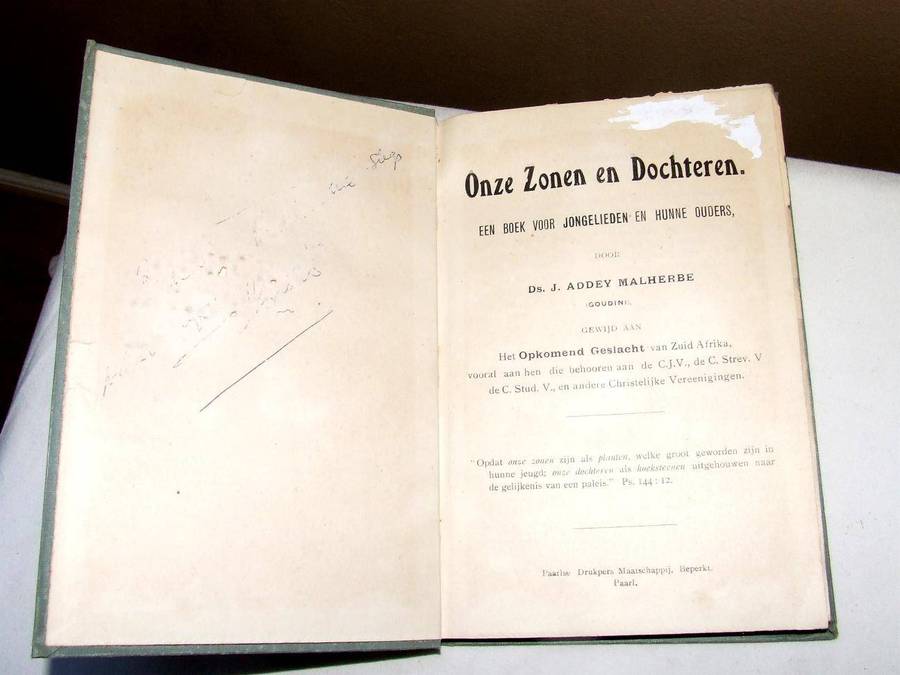 Onze Zonen en Dochteren.
EEN BOEK VOOR JONGELIEDEN EN HUNNE OUDERS,
DOOR
Ds. J. ADDEY MALHERBE
(GOUDINI),
GEWIJD AAN
Het Opkomend Geslacht van Zuid Afrika,
vooral aan hen die behooren aan de C.J.V., de C. Strev. V
de C. Stud. V., en andere Christelijke Vereenigingen.
"Opdat onze zonen zijn als planten, welke groot geworden zijn in
hunne jeugd; onze dochteren als hoeksteenen uitgehouwen naar
de gelijkenis van een paleis." Ps. 144 : 12.
Drukpers Maatschappij, Beperkt.
Paarl.